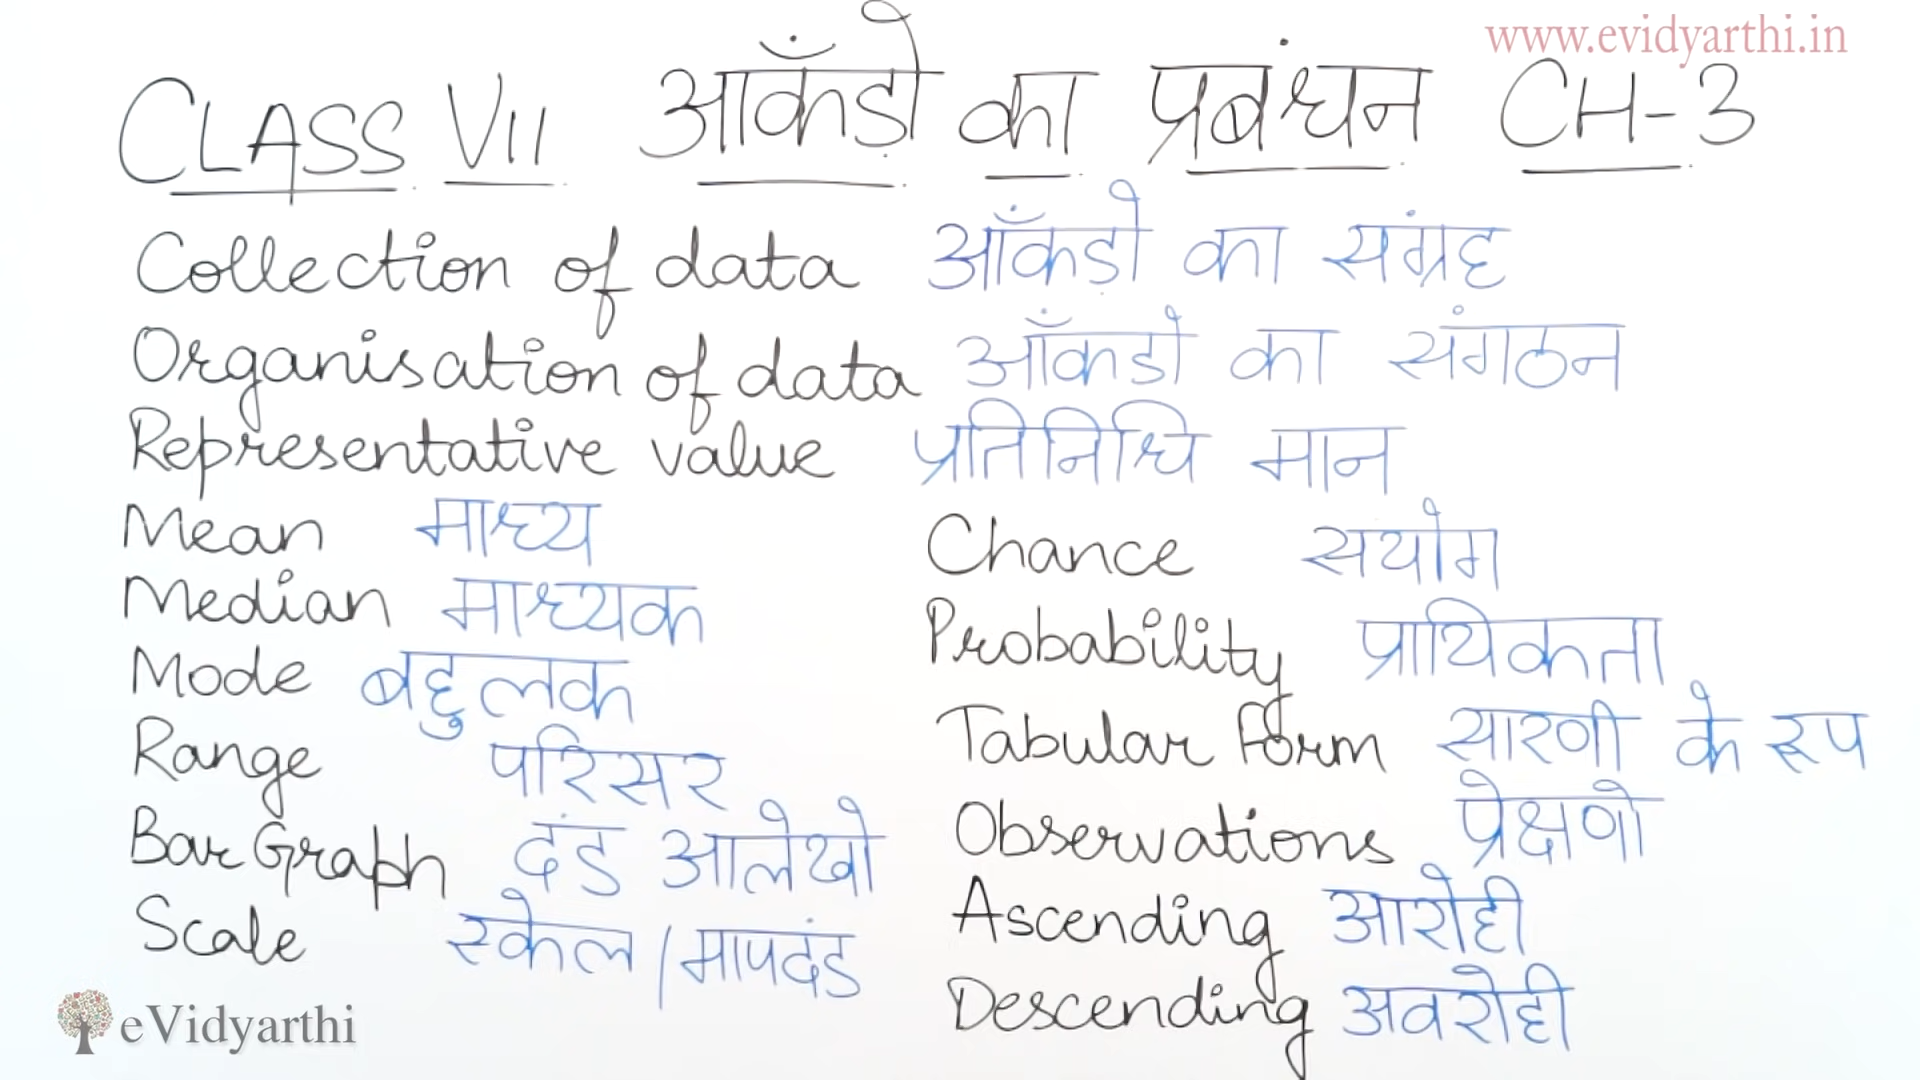 www.evidyarthi.in
CLASS VII आँकड़ो का प्रबंधन CH-3
Collection of data आँकड़ो का संग्रह
Organisation of data आँकडो का संगठन
Representative value प्रतिनिधि मान
Mean माध्य
Median माध्यक
Mode बहुलक
Range परिसर
Bar Graph दंड आलेखो
Scale स्केल / मापदंड
Chance सयोग
Probability प्रायिकता
Tabular Form सारणी के रूप
Observations प्रेक्षणो
Ascending आरोही
Descending अवरोही
eVidyarthi